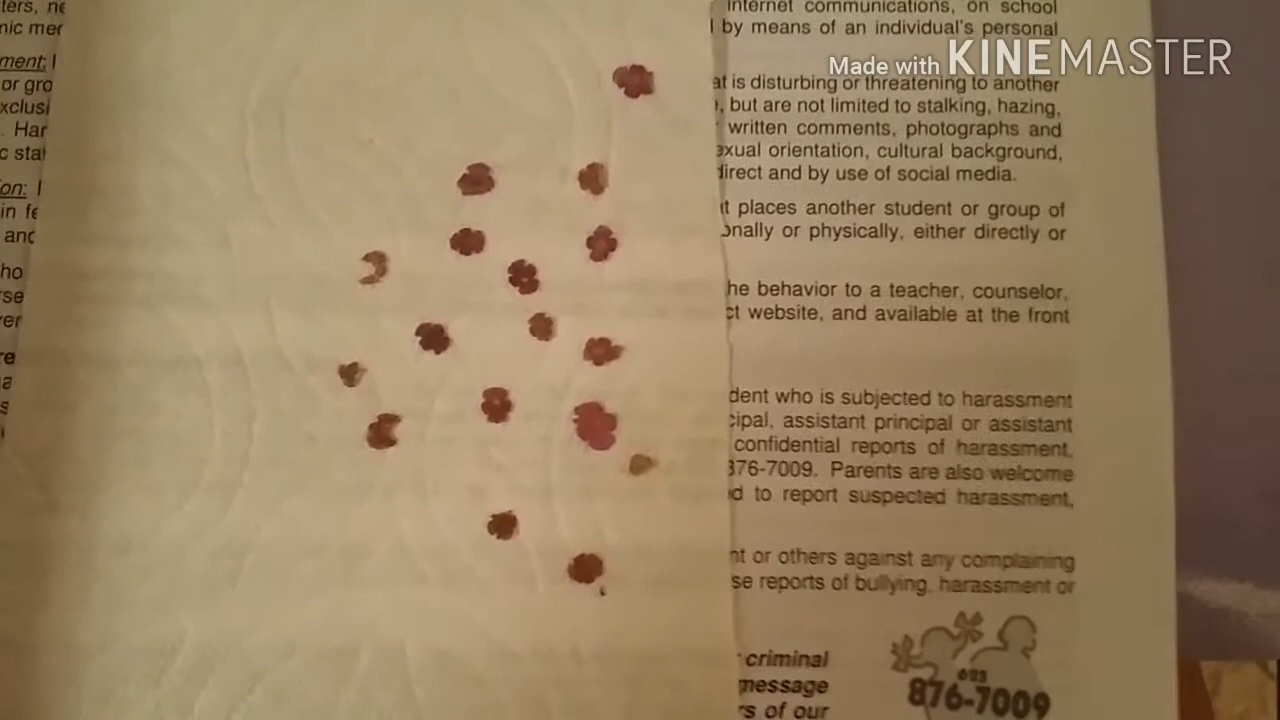 ters, ne
nic med
ment: I
or gro
xclusi
. Har
c stat
on: I
in fe
and
ho
rse
ver
re
a
s
Internet communications, on school
by means of an individual's personal
Made with KINEMASTER
at is disturbing or threatening to another
, but are not limited to stalking, hazing,
written comments, photographs and
exual orientation, cultural background,
direct and by use of social media.
t places another student or group of
onally or physically, either directly or
he behavior to a teacher, counselor,
ct website, and available at the front
dent who is subjected to harassment
cipal, assistant principal or assistant
confidential reports of harassment,
876-7009. Parents are also welcome
d to report suspected harassment,
nt or others against any complaining
se reports of bullying, harassment or
criminal
message
rs of our
623
876-7009